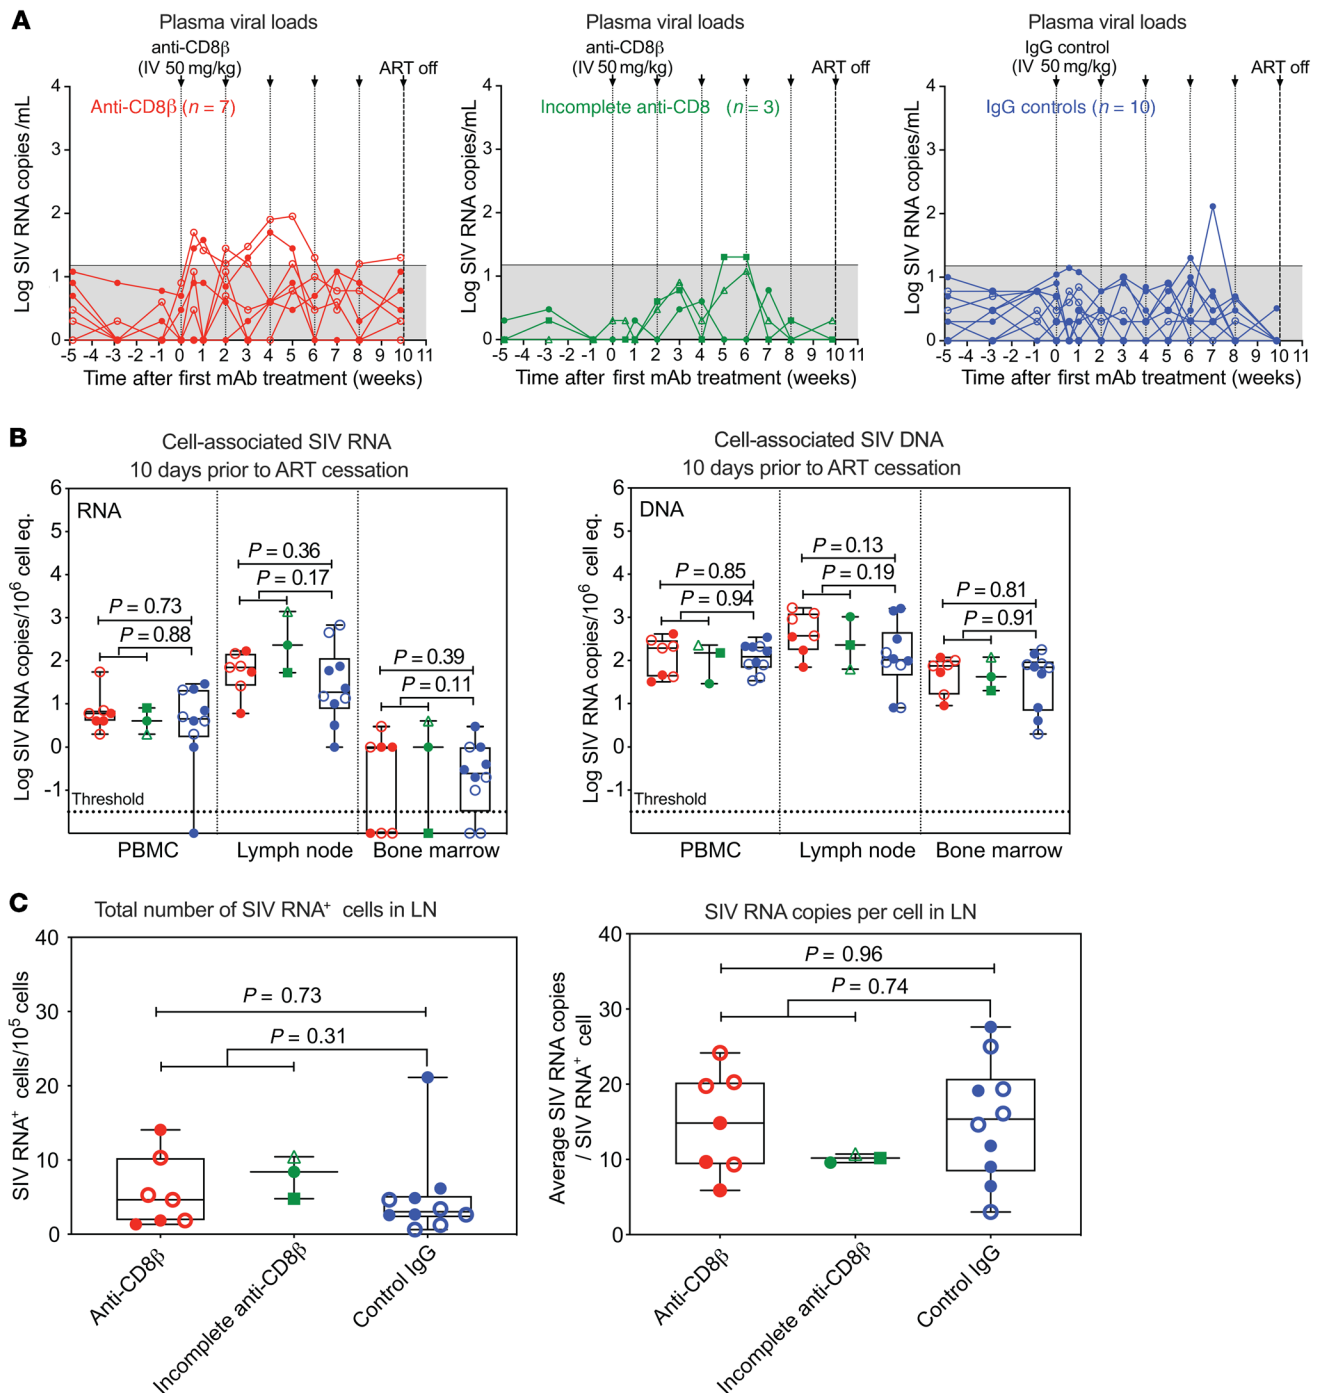 A
Plasma viral loads
anti-CD8β
(IV 50 mg/kg)
ART off
Anti-CD8β (n = 7)
Log SIV RNA copies /mL
4
3
2
1
0
-5 -4 -3 -2 -1 0 1 2 3 4 5 6 7 8 9 10 11
Time after first mAb treatment (weeks)
Plasma viral loads
anti-CD8β
(IV 50 mg/kg)
ART off
Incomplete anti-CD8 (n = 3)
Log SIV RNA copies/mL
4
3
2
1
0
-5 -4 -3 -2 -1 0 1 2 3 4 5 6 7 8 9 10 11
Time after first mAb treatment (weeks)
Plasma viral loads
IgG control
(IV 50 mg/kg)
ART off
IgG controls (n = 10)
Log SIV RNA copies/mL
4
3
2
1
0
-5 -4 -3 -2 -1 0 1 2 3 4 5 6 7 8 9 10 11
Time after first mAb treatment (weeks)
B
Cell-associated SIV RNA
10 days prior to ART cessation
Log SIV RNA copies/10⁶ cell eq.
6
5
4
3
2
1
0
-1
RNA
P = 0.73
P = 0.88
P = 0.36
P = 0.17
P = 0.39
P = 0.11
Threshold
PBMC
Lymph node
Bone marrow
Cell-associated SIV DNA
10 days prior to ART cessation
Log SIV RNA copies/10⁶ cell eq.
6
5
4
3
2
1
0
-1
DNA
P = 0.85
P = 0.94
P = 0.13
P = 0.19
P = 0.81
P = 0.91
Threshold
PBMC
Lymph node
Bone marrow
C
Total number of SIV RNA⁺ cells in LN
SIV RNA⁺ cells/10⁵ cells
40
30
20
10
0
P = 0.73
P = 0.31
Anti-CD8β
Incomplete anti-CD8β
Control IgG
SIV RNA copies per cell in LN
Average SIV RNA copies
/ SIV RNA⁺ cell
40
30
20
10
0
P = 0.96
P = 0.74
Anti-CD8β
Incomplete anti-CD8β
Control IgG